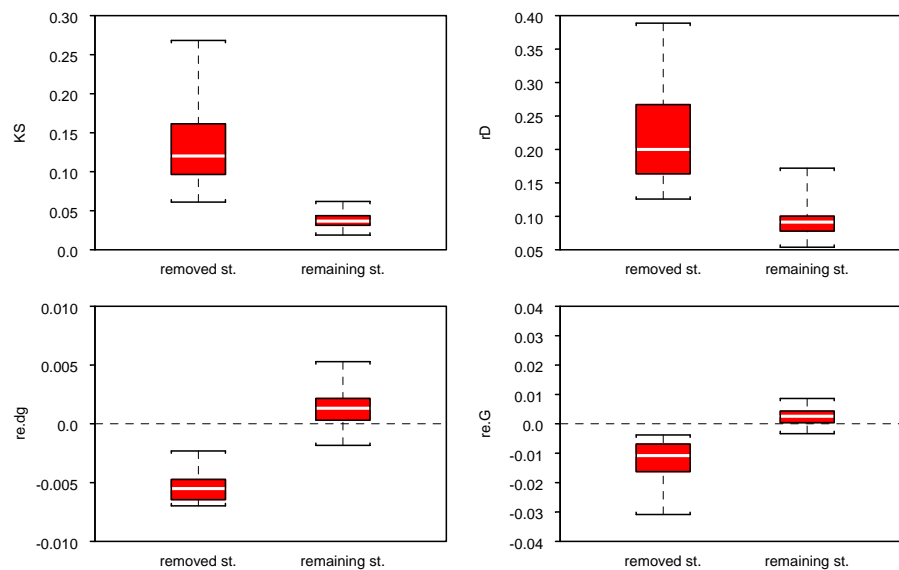 0.30
0.25
0.20
0.15
0.10
0.05
0.0
KS
removed st.
remaining st.
0.40
0.35
0.30
0.25
0.20
0.15
0.10
0.05
rD
removed st.
remaining st.
0.010
0.005
0.0
-0.005
-0.010
re.dg
removed st.
remaining st.
0.04
0.03
0.02
0.01
0.0
-0.01
-0.02
-0.03
-0.04
re.G
removed st.
remaining st.